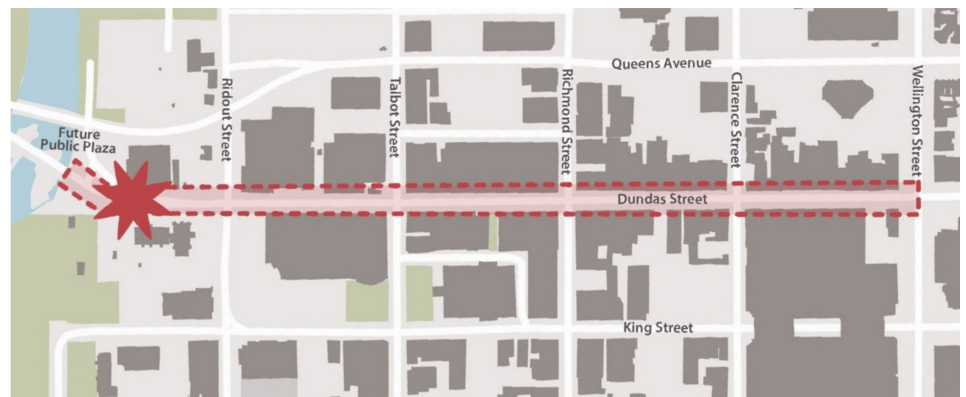 Queens Avenue
Ridout Street
Talbot Street
Richmond Street
Clarence Street
Wellington Street
Future
Public Plaza
Dundas Street
King Street